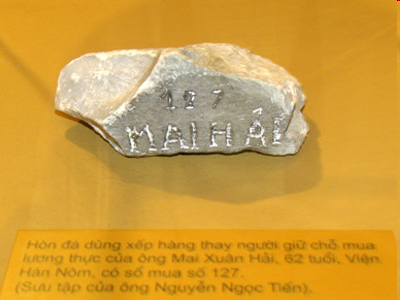 127
MAI HẢI
Hòn đá dùng xếp hàng thay người giữ chỗ mua
lương thực của ông Mai Xuân Hải, 62 tuổi, Viện
Hán Nôm, có số mua số 127.
(Sưu tập của ông Nguyễn Ngọc Tiến).